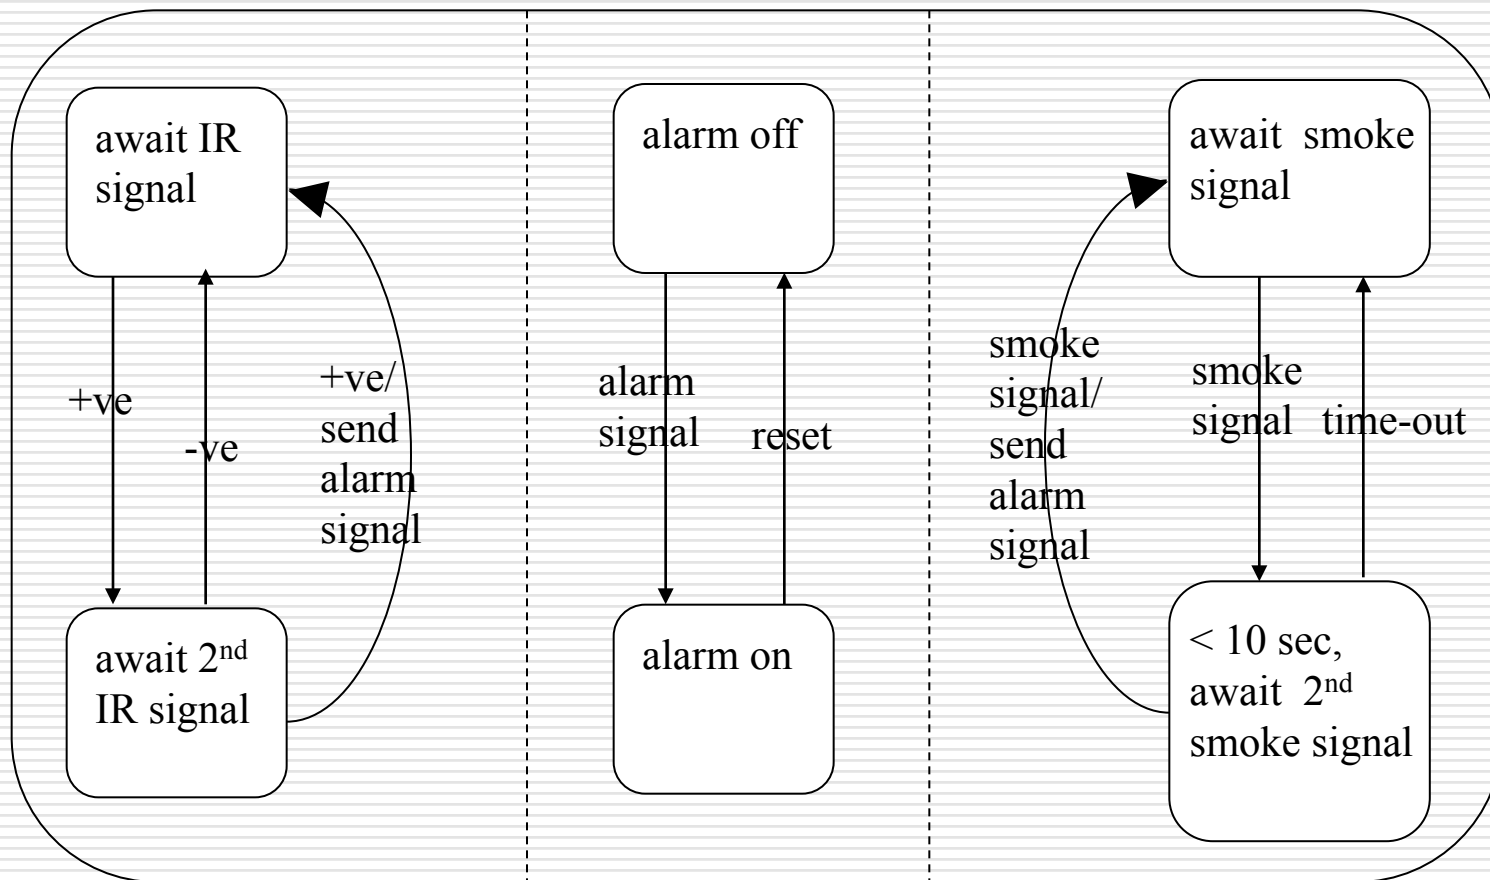 await IR
signal
+ve
-ve
+ve/
send
alarm
signal
await 2nd
IR signal
alarm off
alarm
signal
reset
alarm on
await smoke
signal
smoke
signal/
send
alarm
signal
smoke
signal
time-out
< 10 sec,
await 2nd
smoke signal